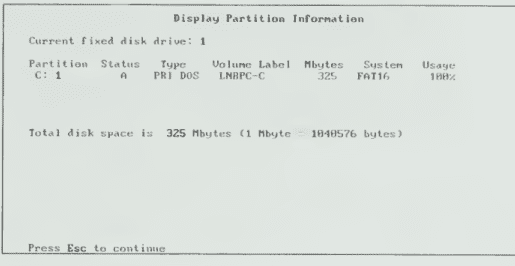 Display Partition Information
Current fixed disk drive: 1
Partition Status Type Volume Label Mbytes System Usage
C: 1 A PRI DOS LNBPC-C 325 FAT16 100%
Total disk space is 325 Mbytes (1 Mbyte = 1048576 bytes)
Press Esc to continue